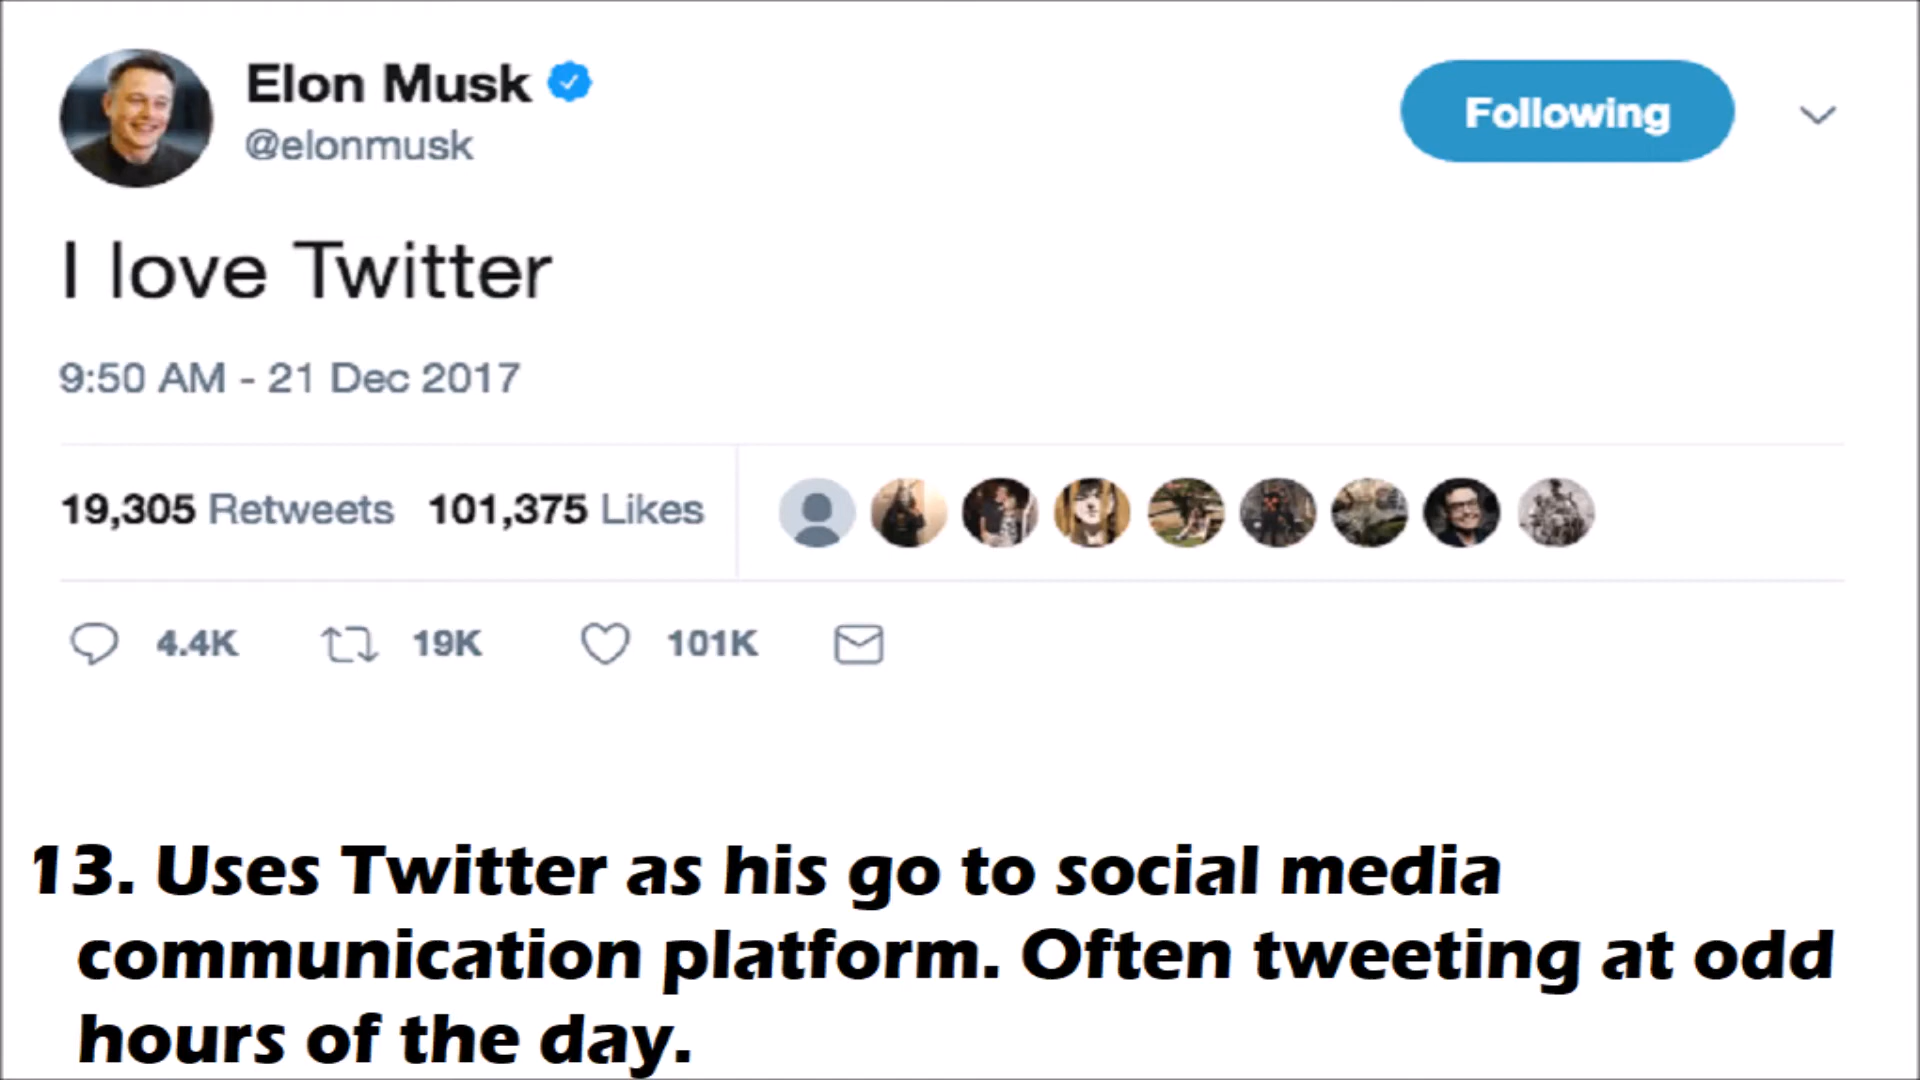 Elon Musk
@elonmusk
Following
I love Twitter
9:50 AM - 21 Dec 2017
19,305 Retweets 101,375 Likes
4.4K 19K 101K
13. Uses Twitter as his go to social media
communication platform. Often tweeting at odd
hours of the day.